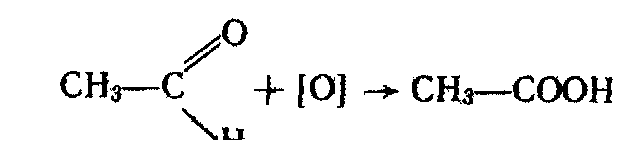 O
CH₃—C + [O] → CH₃—COOH
H